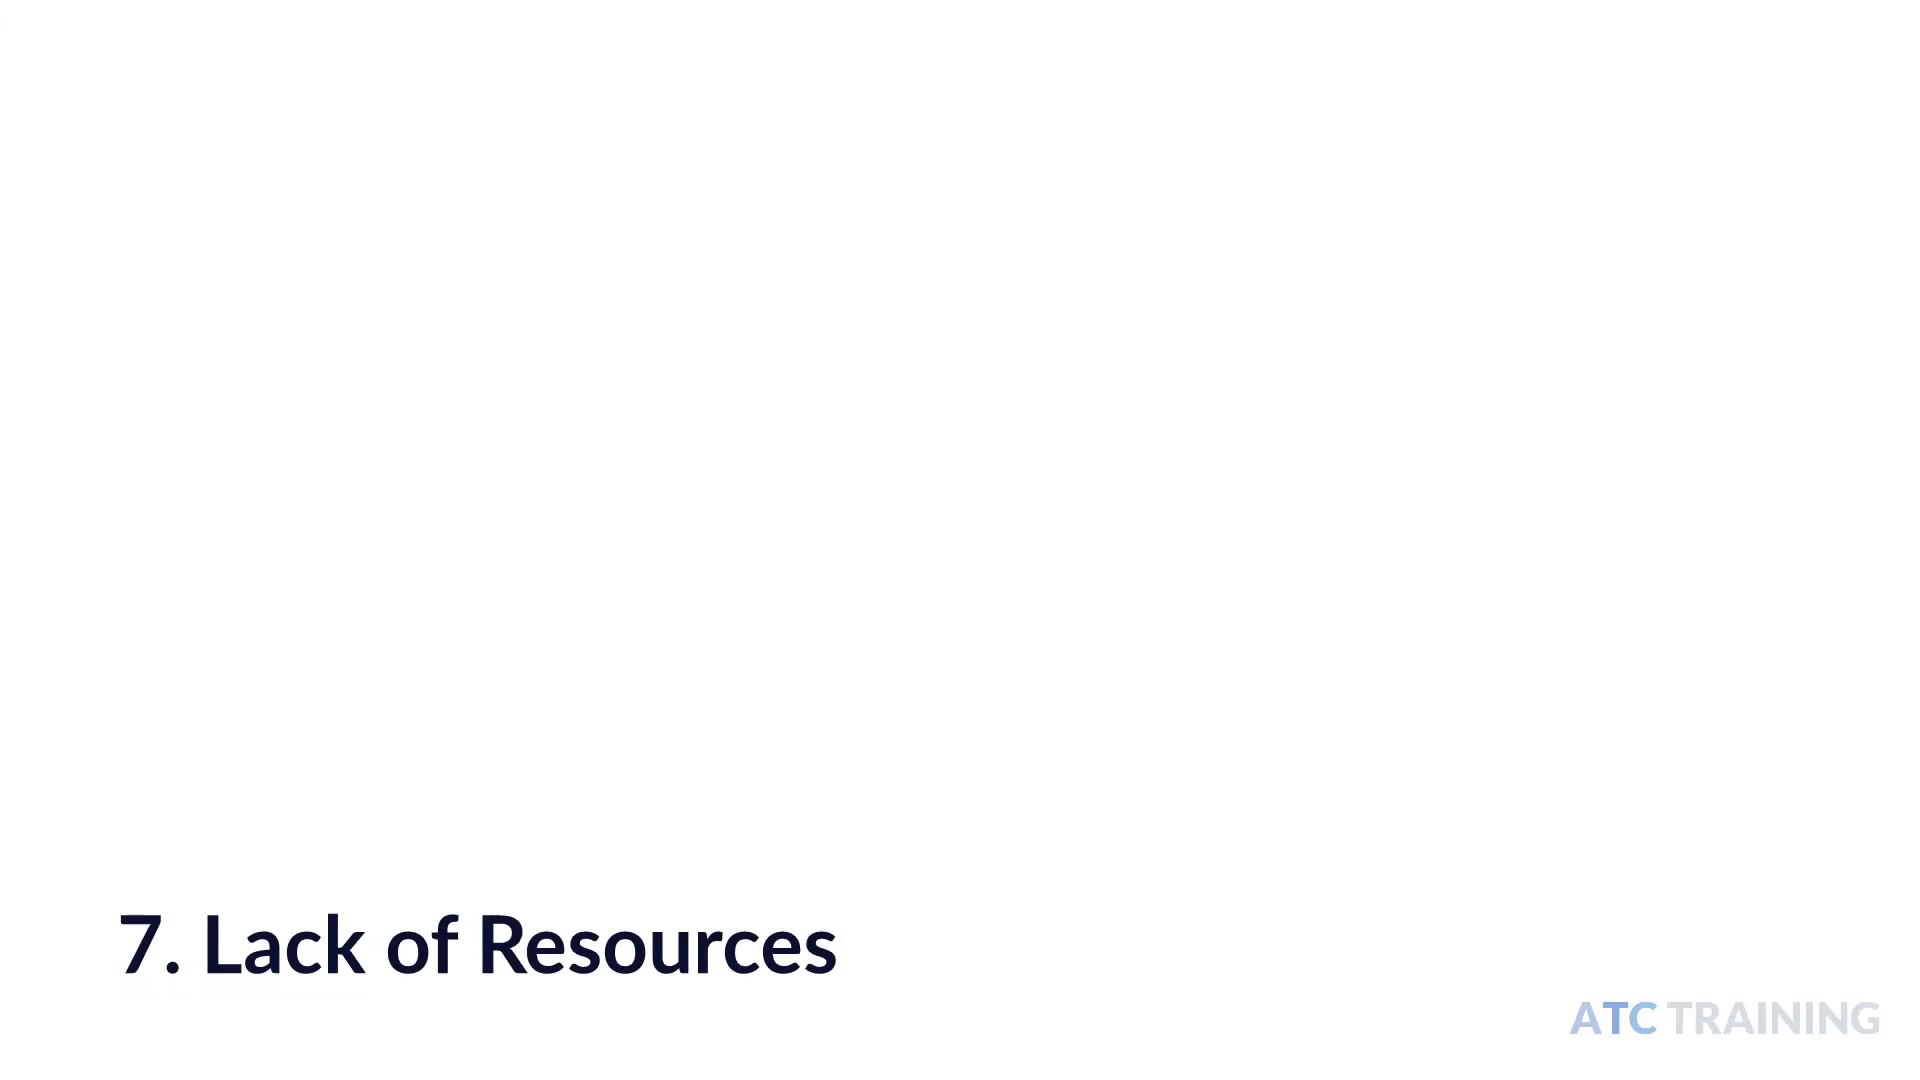 7. Lack of Resources
ATC TRAINING